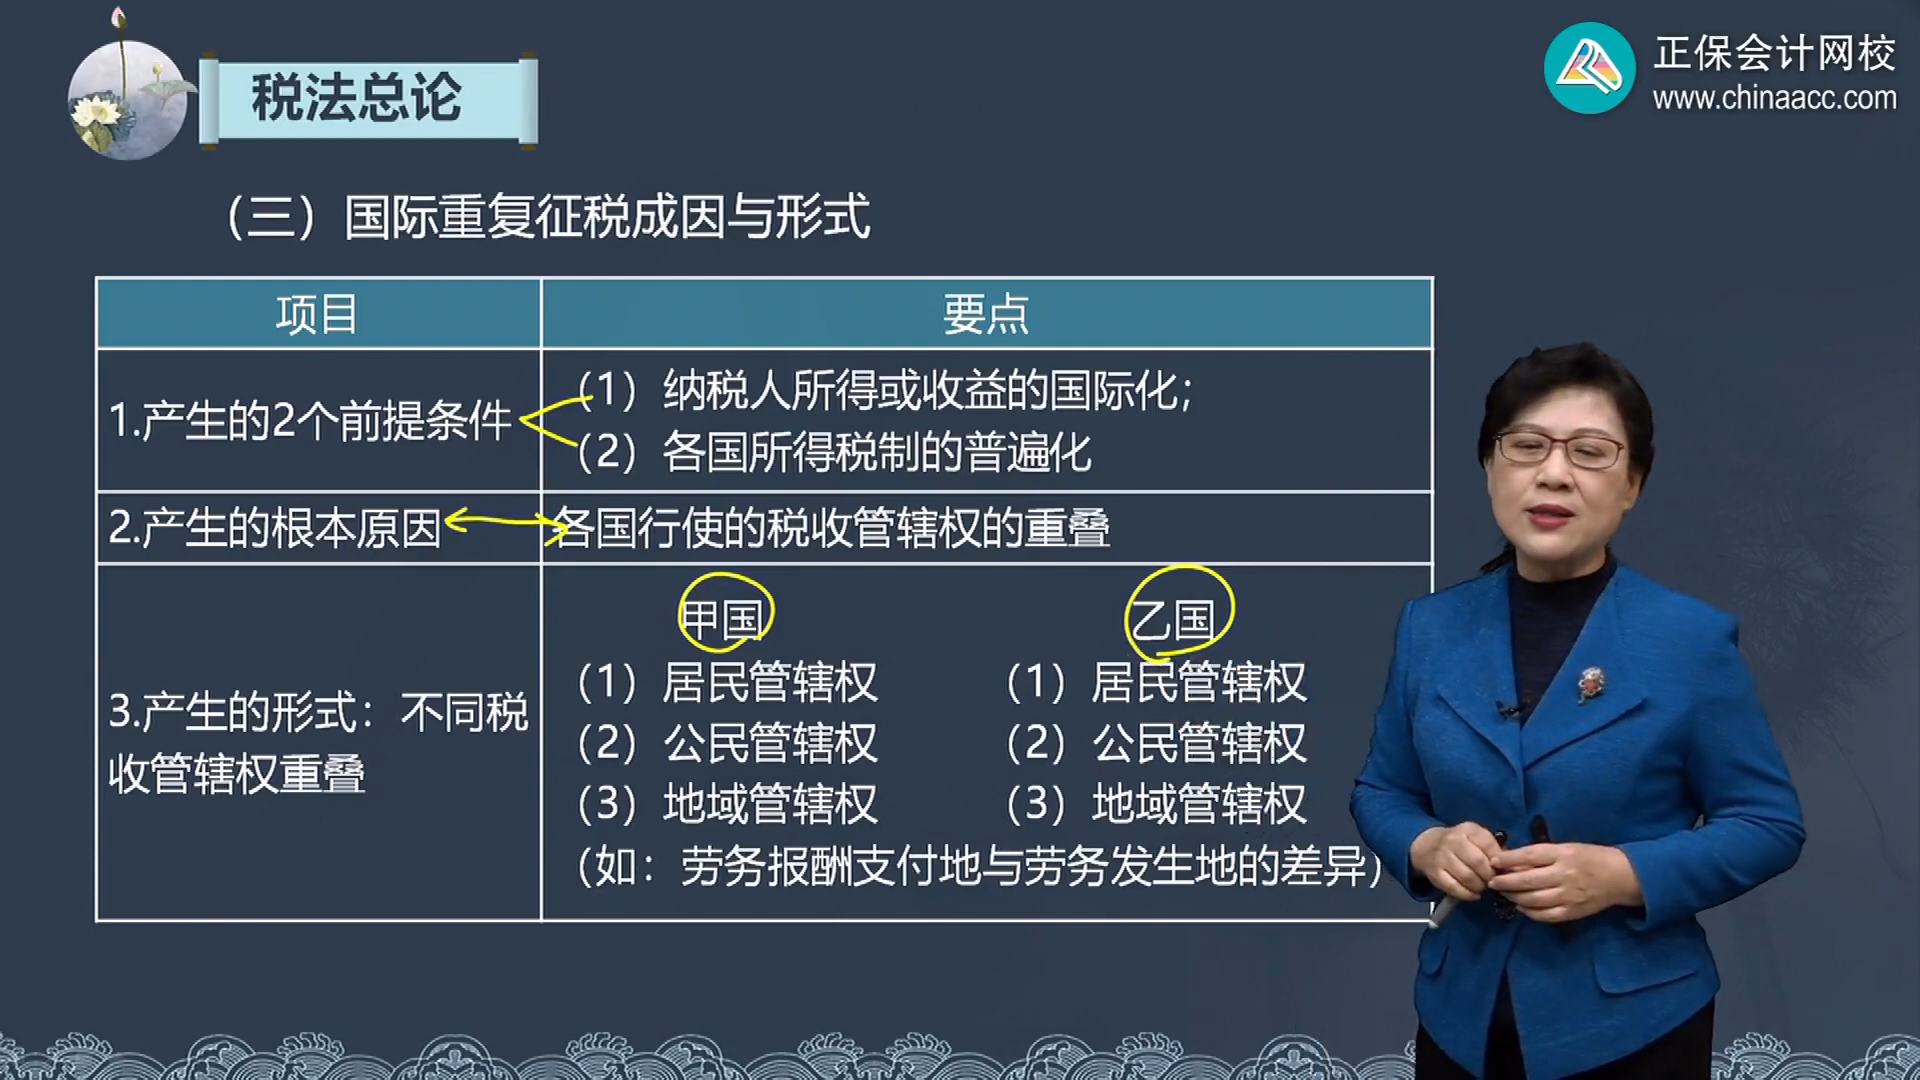 税法总论
正保会计网校
www.chinaacc.com
（三）国际重复征税成因与形式
项目
要点
1.产生的2个前提条件
（1）纳税人所得或收益的国际化；
（2）各国所得税制的普遍化
2.产生的根本原因
各国行使的税收管辖权的重叠
3.产生的形式：不同税
收管辖权重叠
甲国
乙国
（1）居民管辖权
（1）居民管辖权
（2）公民管辖权
（2）公民管辖权
（3）地域管辖权
（3）地域管辖权
（如：劳务报酬支付地与劳务发生地的差异）